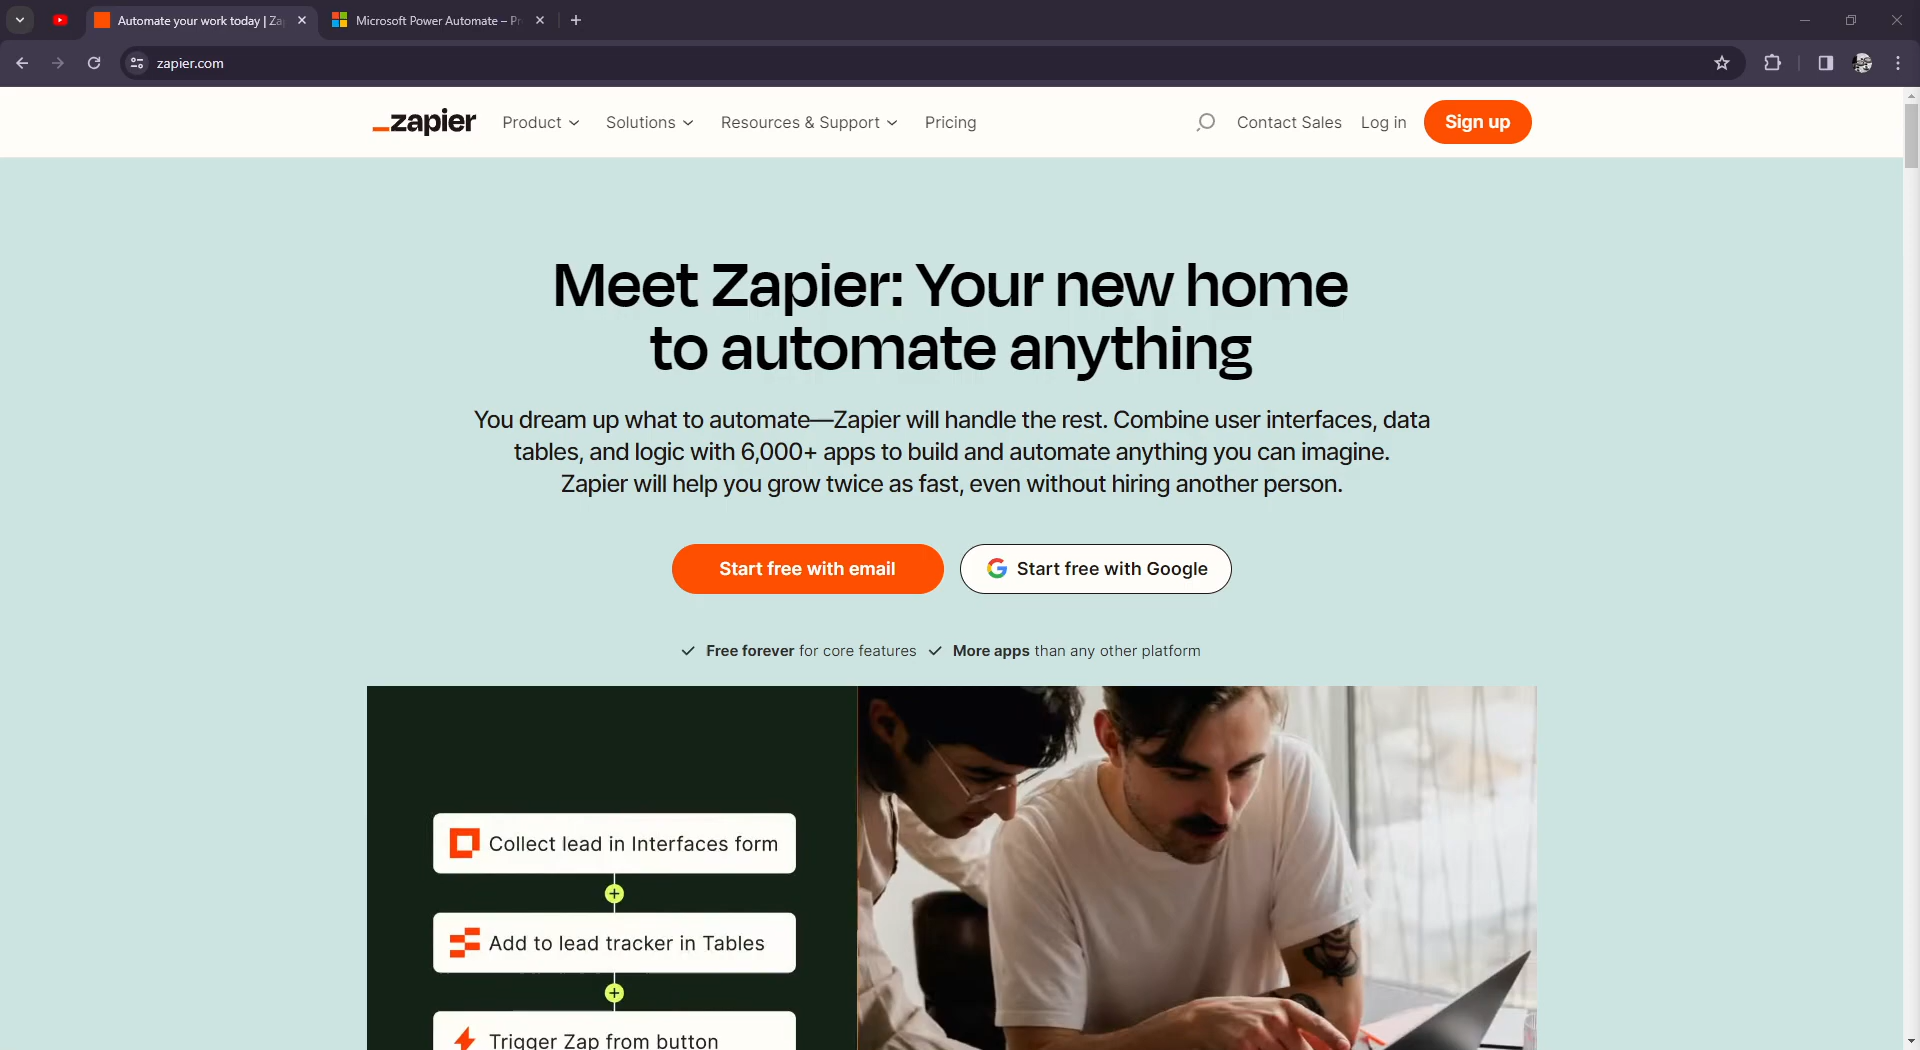 Automate your work today | Za
Microsoft Power Automate – Pr
zapier.com
zapier
Product
Solutions
Resources & Support
Pricing
Contact Sales
Log in
Sign up
Meet Zapier: Your new home
to automate anything
You dream up what to automate—Zapier will handle the rest. Combine user interfaces, data
tables, and logic with 6,000+ apps to build and automate anything you can imagine.
Zapier will help you grow twice as fast, even without hiring another person.
Start free with email
Start free with Google
Free forever for core features
More apps than any other platform
Collect lead in Interfaces form
Add to lead tracker in Tables
Trigger Zap from button